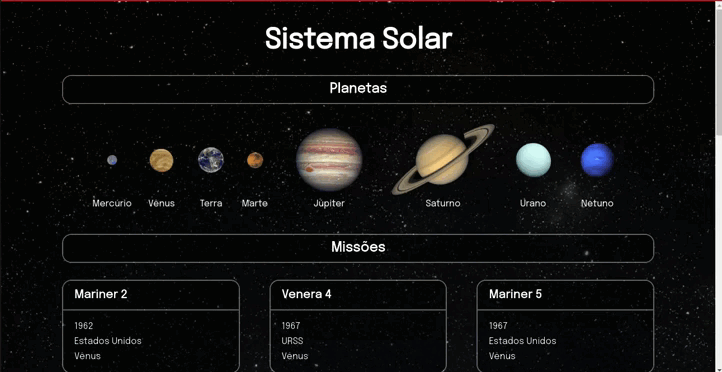 Sistema Solar
Planetas
Mercúrio Vênus Terra Marte Júpiter Saturno Urano Netuno
Missões
Mariner 2 Venera 4 Mariner 5
1962 1967 1967
Estados Unidos URSS Estados Unidos
Vênus Vênus Vênus